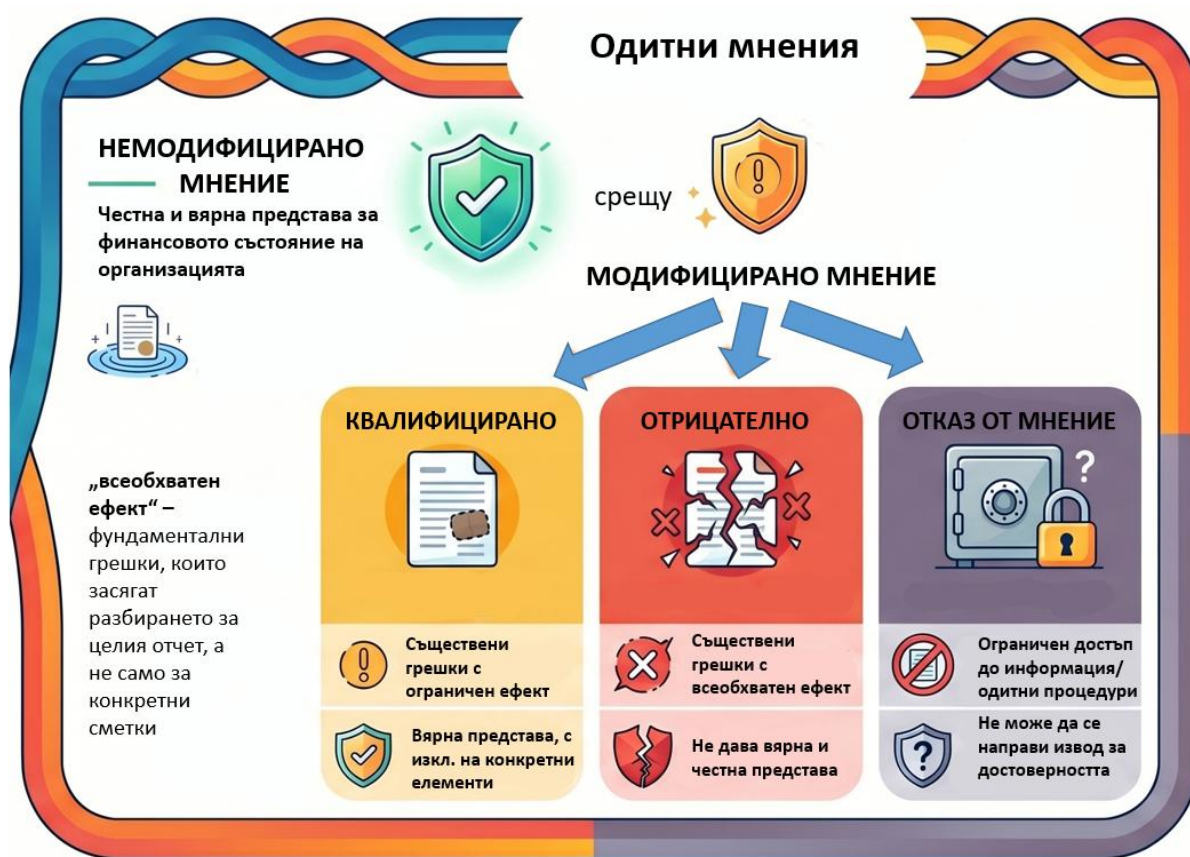 Одитни мнения
НЕМОДИФИЦИРАНО
МНЕНИЕ
Честна и вярна представа за
финансовото състояние на
организацията
срещу
МОДИФИЦИРАНО МНЕНИЕ
„всеобхватен
ефект“ –
фундаментални
грешки, които
засягат
разбирането за
целия отчет, а
не само за
конкретни
сметки
КВАЛИФИЦИРАНО
Съществени
грешки с
ограничен ефект
Вярна представа, с
изкл. на конкретни
елементи
ОТРИЦАТЕЛНО
Съществени
грешки с
всеобхватен ефект
Не дава вярна и
честна представа
ОТКАЗ ОТ МНЕНИЕ
?
Ограничен достъп
до информация/
одитни процедури
?
Не може да се
направи извод за
достоверността